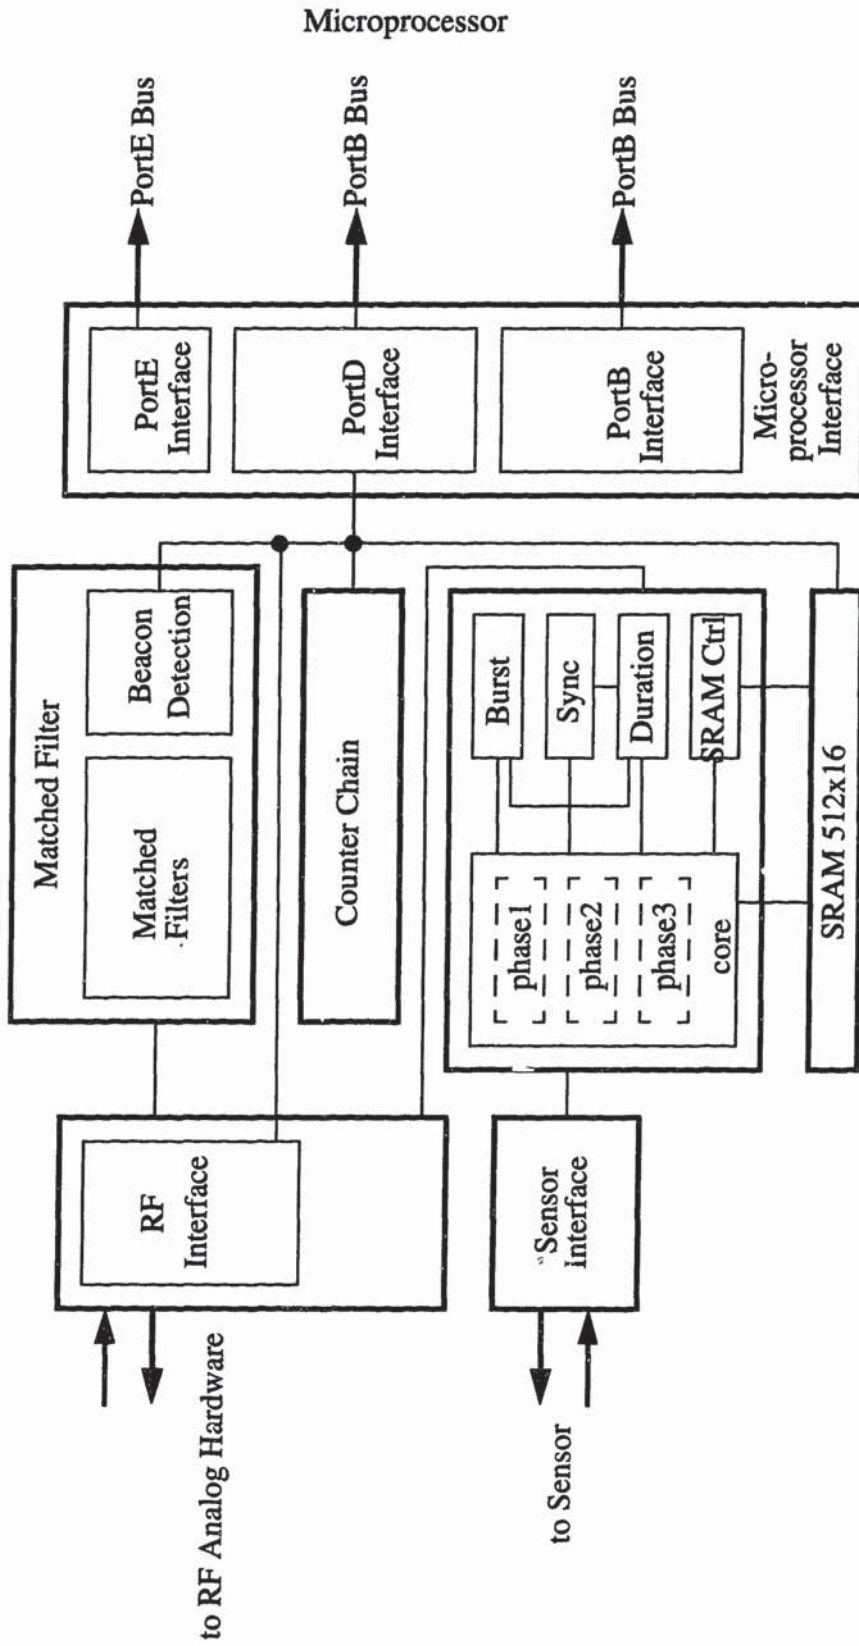 Microprocessor
PortE Bus
PortB Bus
PortB Bus
PortE
Interface
PortD
Interface
PortB
Interface
Micro-
processor
Interface
Matched Filter
Beacon
Detection
Matched
Filters
Counter Chain
Burst
Sync
Duration
SRAM Ctrl
phase1
phase2
phase3
core
SRAM 512x16
RF
Interface
Sensor
Interface
to RF Analog Hardware
to Sensor